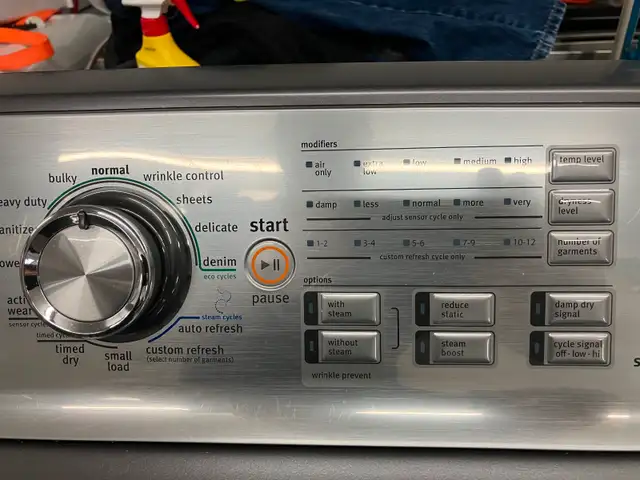 normal
bulky
wrinkle control
eavy duty
sheets
anitize
delicate
denim
eco cycles
steam cycles
auto refresh
sensor cycle
timed cycle
timed
dry
small
load
custom refresh
(select number of garments)
start
pause
modifiers
air
only
extra
low
low
medium
high
temp level
damp
less
normal
more
very
dryness
level
adjust sensor cycle only
1-2
3-4
5-6
7-9
10-12
number of
garments
custom refresh cycle only
options
with
steam
reduce
static
damp dry
signal
without
steam
steam
boost
cycle signal
off - low - hi
wrinkle prevent